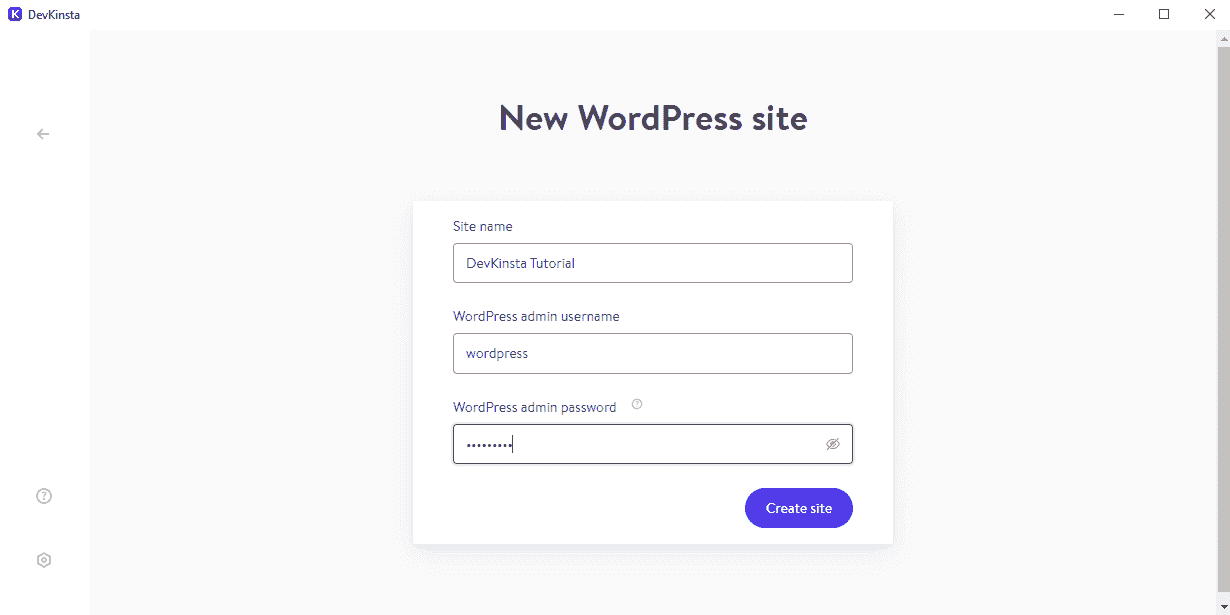 K DevKinsta
New WordPress site
Site name
DevKinsta Tutorial
WordPress admin username
wordpress
WordPress admin password ?
•••••••••
Create site
?